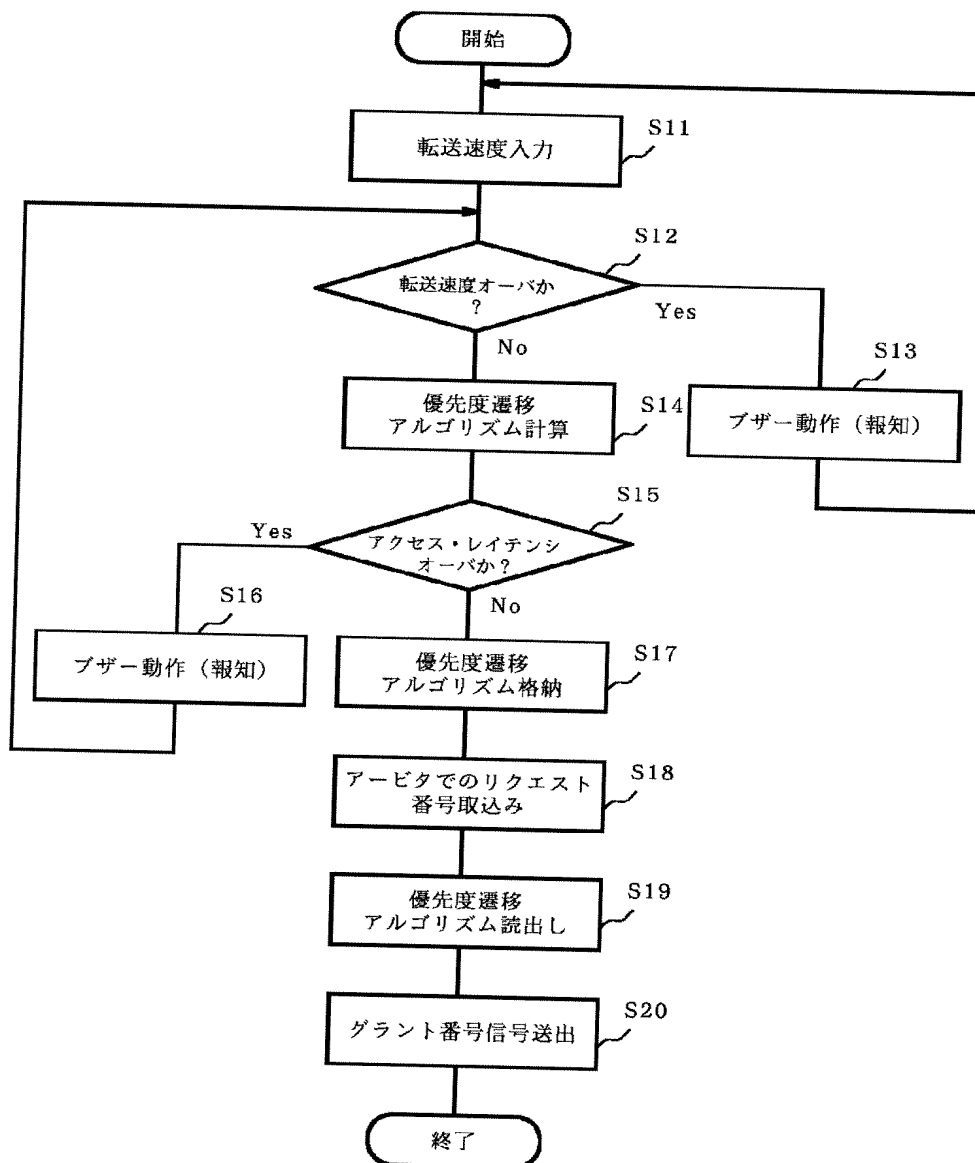 開始
S11
転送速度入力
S12
転送速度オーバか
?
Yes
No
S13
ブザー動作（報知）
優先度遷移
アルゴリズム計算
S14
S15
Yes
アクセス・レイテンシ
オーバか?
No
S16
ブザー動作（報知）
優先度遷移
アルゴリズム格納
S17
アービタでのリクエスト
番号取込み
S18
優先度遷移
アルゴリズム読出し
S19
グラント番号信号送出
S20
終了